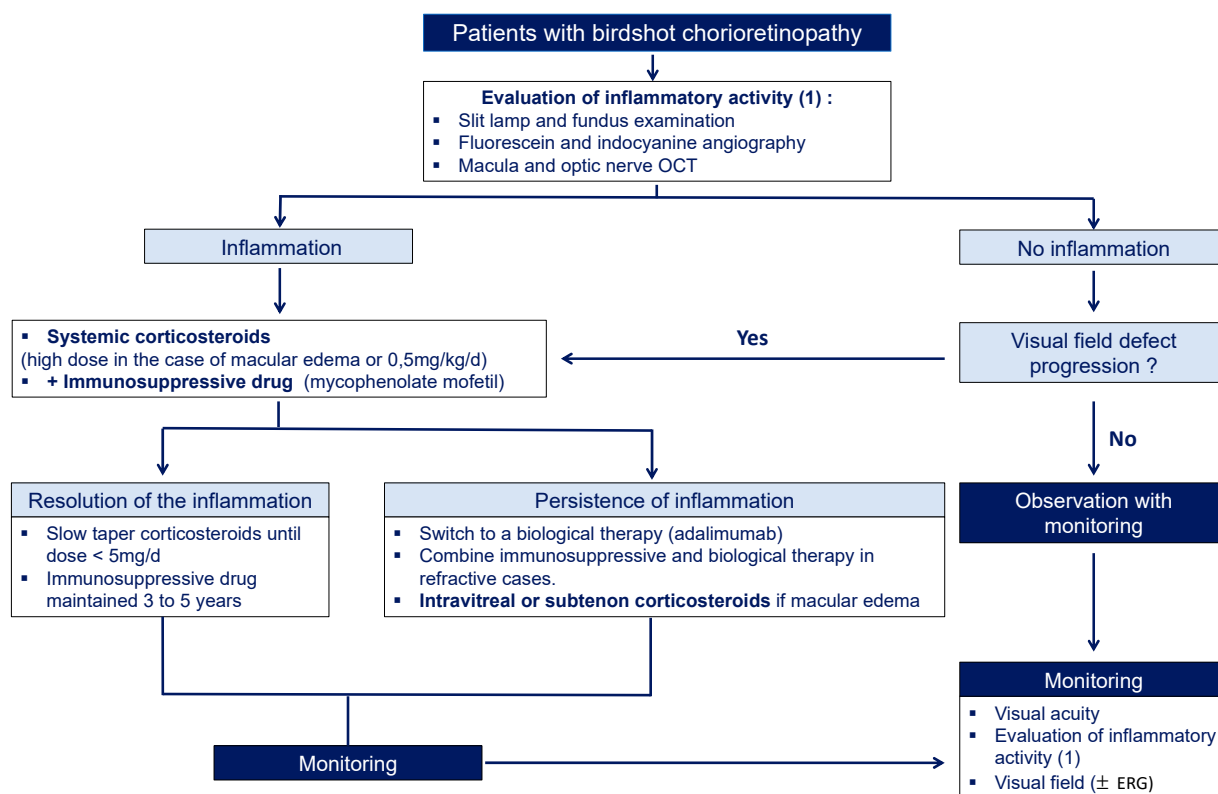 Patients with birdshot chorioretinopathy
Evaluation of inflammatory activity (1) :
▪ Slit lamp and fundus examination
▪ Fluorescein and indocyanine angiography
▪ Macula and optic nerve OCT
Inflammation
No inflammation
▪ Systemic corticosteroids
(high dose in the case of macular edema or 0,5mg/kg/d)
▪ + Immunosuppressive drug (mycophenolate mofetil)
Yes
Visual field defect
progression ?
No
Resolution of the inflammation
▪ Slow taper corticosteroids until
dose < 5mg/d
▪ Immunosuppressive drug
maintained 3 to 5 years
Persistence of inflammation
▪ Switch to a biological therapy (adalimumab)
▪ Combine immunosuppressive and biological therapy in
refractive cases.
▪ Intravitreal or subtenon corticosteroids if macular edema
Observation with
monitoring
Monitoring
Monitoring
▪ Visual acuity
▪ Evaluation of inflammatory
activity (1)
▪ Visual field (± ERG)